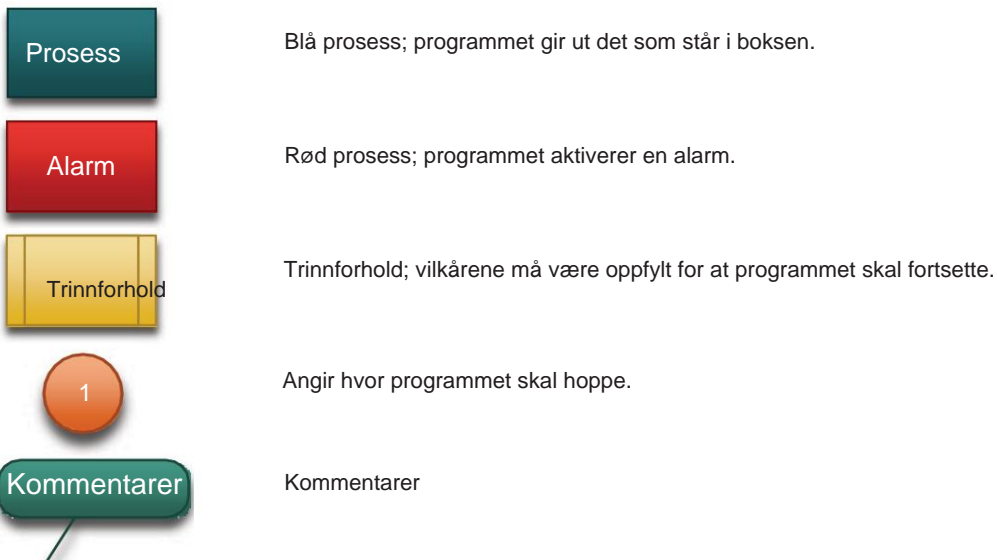 Prosess
Blå prosess; programmet gir ut det som står i boksen.
Alarm
Rød prosess; programmet aktiverer en alarm.
Trinnforhold
Trinnforhold; vilkårene må være oppfylt for at programmet skal fortsette.
1
Angir hvor programmet skal hoppe.
Kommentarer
Kommentarer